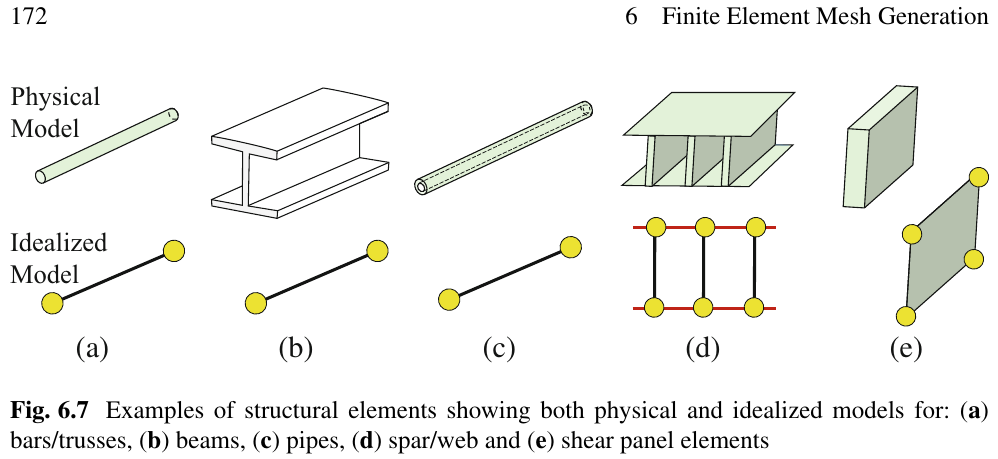 172
6 Finite Element Mesh Generation
Physical
Model
Idealized
Model
(a) (b) (c) (d) (e)
Fig. 6.7 Examples of structural elements showing both physical and idealized models for: (a)
bars/trusses, (b) beams, (c) pipes, (d) spar/web and (e) shear panel elements